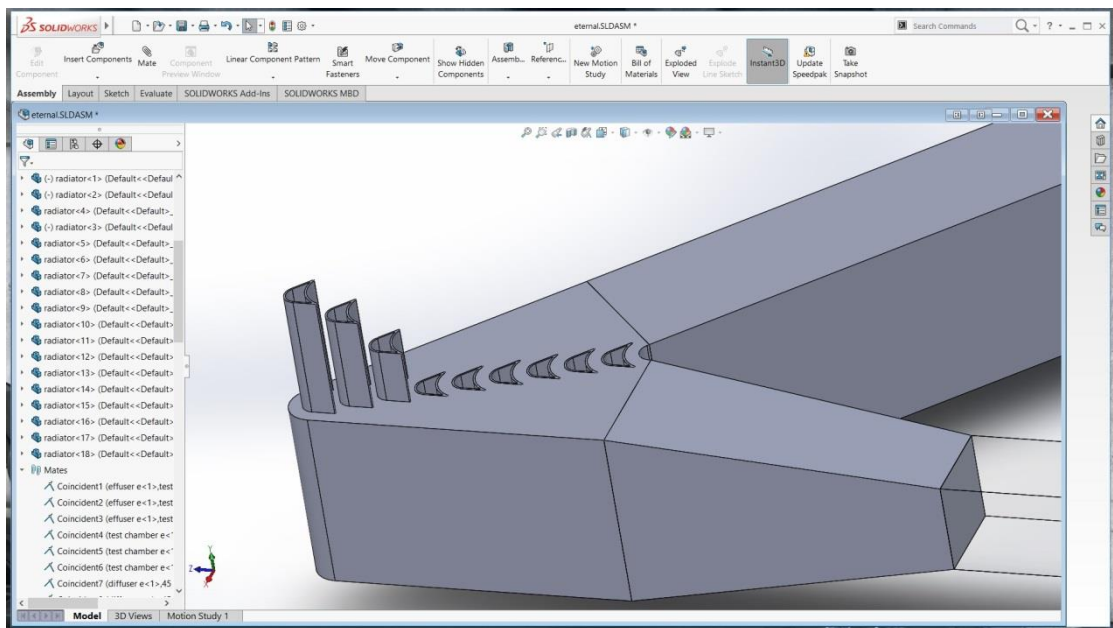 SOLIDWORKS
eternal.SLDASM *
Search Commands
Edit Component
Insert Components
Mate
Component Preview Window
Linear Component Pattern
Smart Fasteners
Move Component
Show Hidden Components
Assemb...
Referenc...
New Motion Study
Bill of Materials
Exploded View
Explode Line Sketch
Instant3D
Update Speedpak
Take Snapshot
Assembly Layout Sketch Evaluate SOLIDWORKS Add-Ins SOLIDWORKS MBD
eternal.SLDASM *
(-) radiator<1> (Default<<Defaul
(-) radiator<2> (Default<<Defaul
radiator<4> (Default<<Default>_
(-) radiator<3> (Default<<Defaul
radiator<5> (Default<<Default>_
radiator<6> (Default<<Default>_
radiator<7> (Default<<Default>_
radiator<8> (Default<<Default>_
radiator<9> (Default<<Default>_
radiator<10> (Default<<Default>
radiator<11> (Default<<Default>
radiator<12> (Default<<Default>
radiator<13> (Default<<Default>
radiator<14> (Default<<Default>
radiator<15> (Default<<Default>
radiator<16> (Default<<Default>
radiator<17> (Default<<Default>
radiator<18> (Default<<Default>
Mates
Coincident1 (effuser e<1>,test
Coincident2 (effuser e<1>,test
Coincident3 (effuser e<1>,test
Coincident4 (test chamber e<
Coincident5 (test chamber e<
Coincident6 (test chamber e<
Coincident7 (diffuser e<1>,45
Y
Z
X
Model 3D Views Motion Study 1